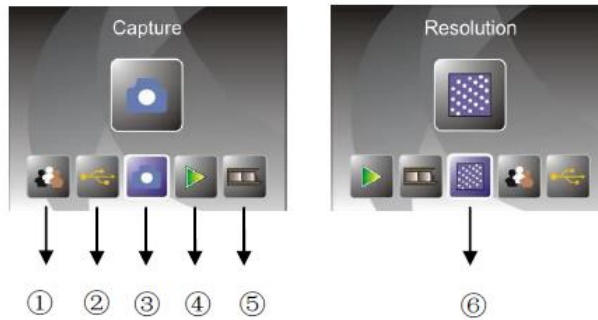 Capture
Resolution
① ② ③ ④ ⑤ ⑥